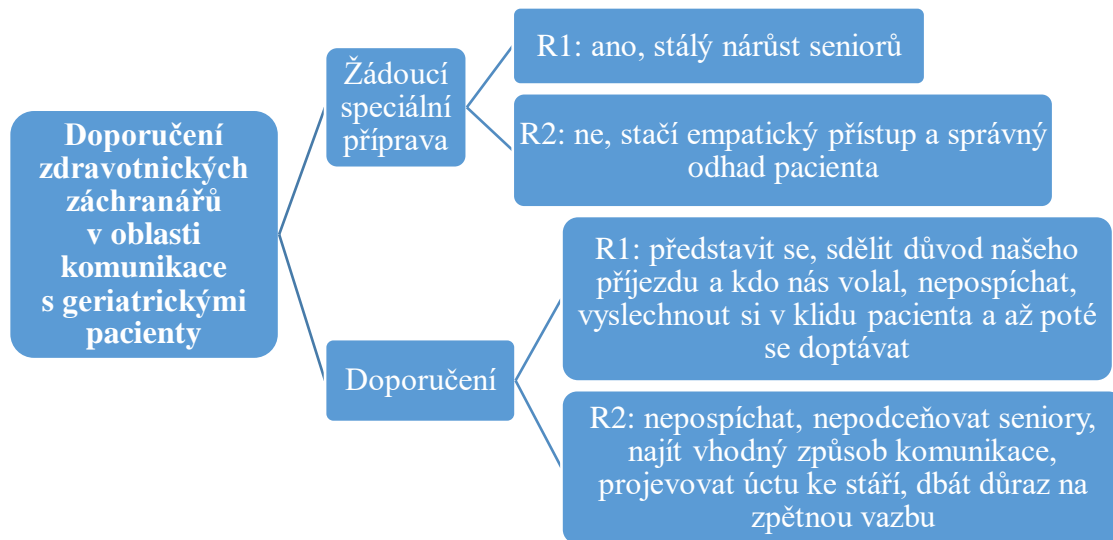 Doporučení
zdravotnických
záchranářů
v oblasti
komunikace
s geriatrickými
pacienty
Žádoucí
speciální
příprava
R1: ano, stálý nárůst seniorů
R2: ne, stačí empatický přístup a správný
odhad pacienta
Doporučení
R1: představit se, sdělit důvod našeho
příjezdu a kdo nás volal, nepospíchat,
vyslechnout si v klidu pacienta a až poté
se doptávat
R2: nepospíchat, nepodceňovat seniory,
najít vhodný způsob komunikace,
projevovat úctu ke stáří, dbát důraz na
zpětnou vazbu